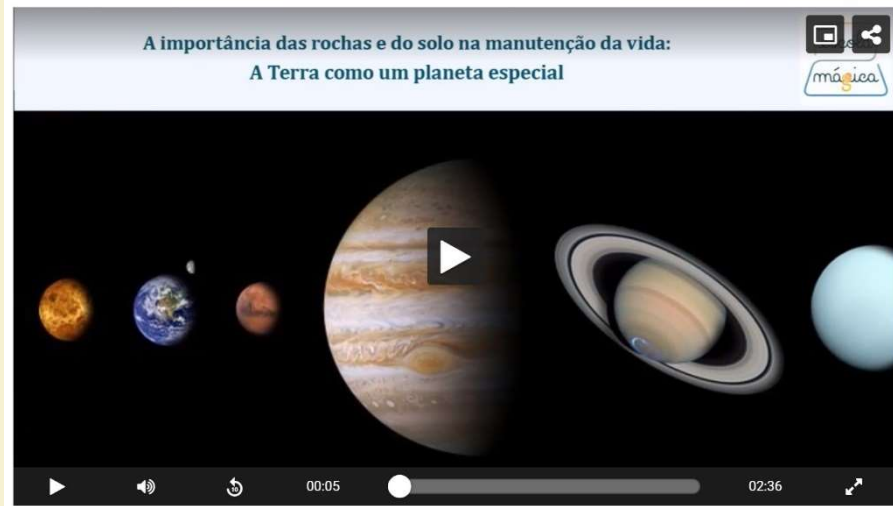 A importância das rochas e do solo na manutenção da vida:
A Terra como um planeta especial
mágica
10
00:05
02:36